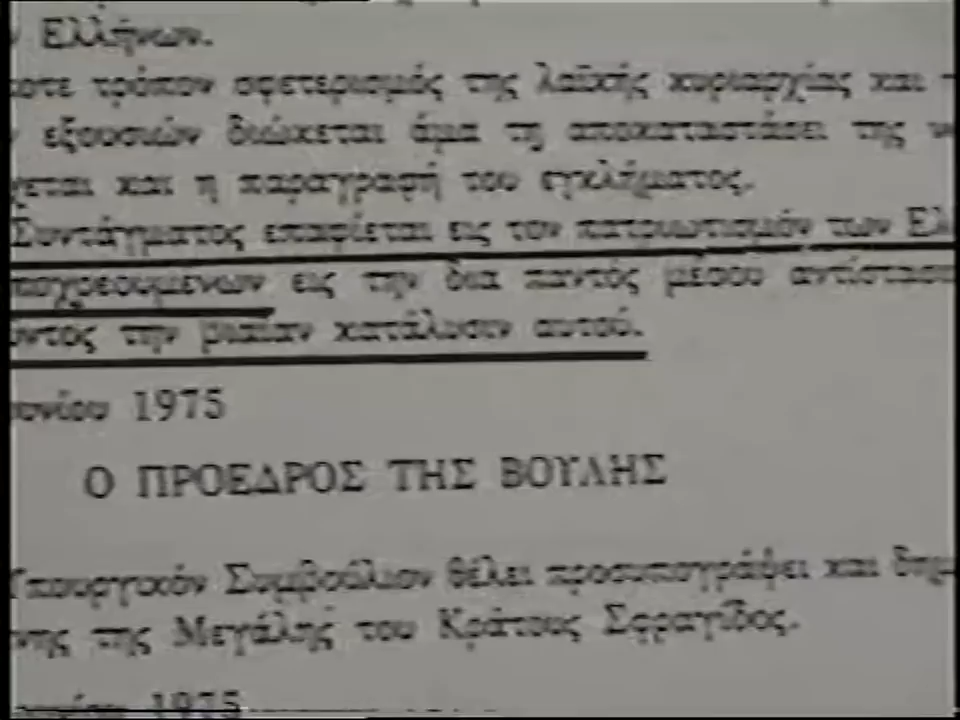 Ελλήνων.
τρόπον σφετερισμός της λαϊκής κυριαρχίας και
εξουσιών διώκεται άμα τη αποκαταστάσει της
και η παραγραφή του εγκλήματος.
Συντάγματος επαφίεται εις τον πατριωτισμόν των
εις την δια παντός μέσου
την βιαίαν κατάλυσιν αυτού.
1975
Ο ΠΡΟΕΔΡΟΣ ΤΗΣ ΒΟΥΛΗΣ
Υπουργικόν Συμβούλιον θέλει προσυπογράψει και
της Μεγάλης του Κράτους Σφραγίδος.
1975